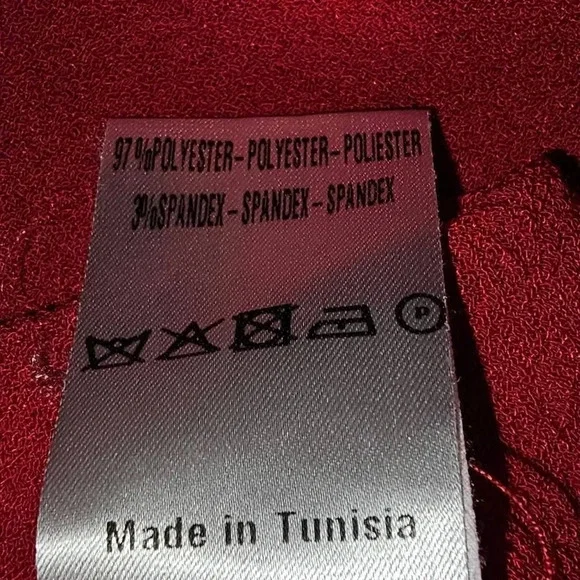 97%POLYESTER-POLYESTER-POLIESTER
3%SPANDEX-SPANDEX-SPANDEX
P
Made in Tunisia